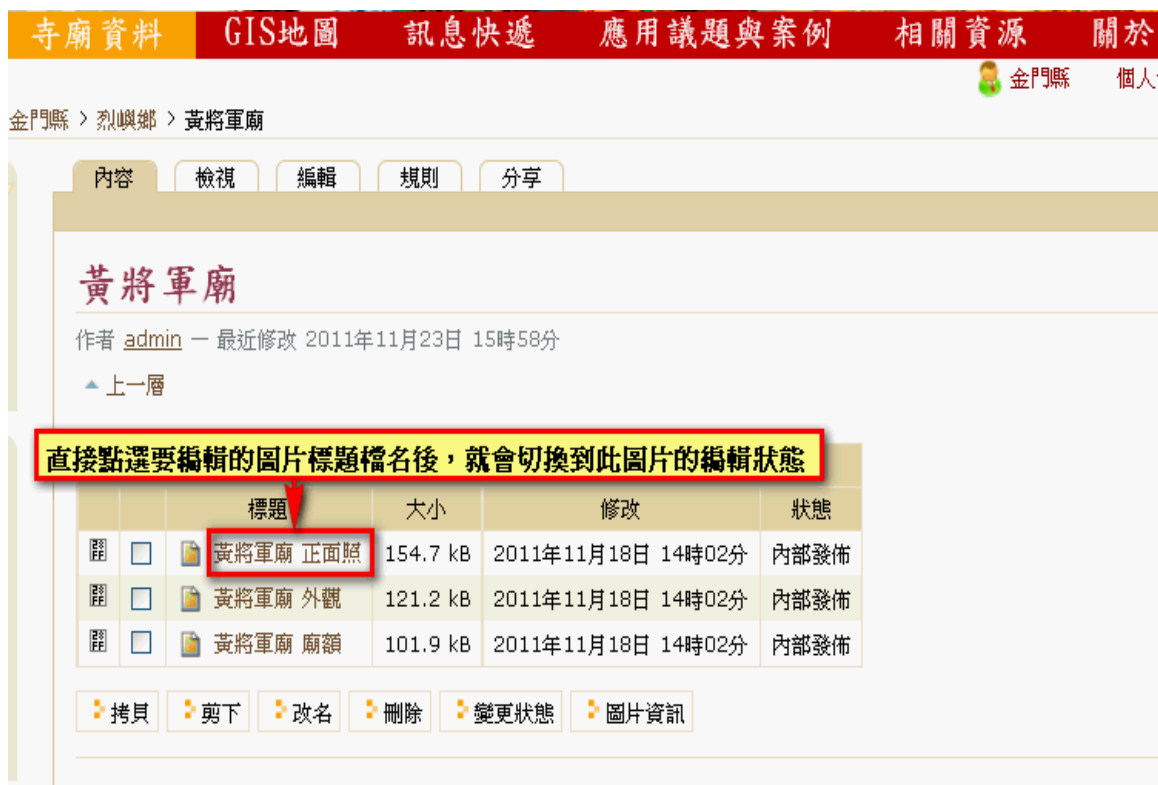 寺廟資料 GIS地圖 訊息快遞 應用議題與案例 相關資源 關於
金門縣 個人
金門縣 > 烈嶼鄉 > 黃將軍廟
內容 檢視 編輯 規則 分享
黃將軍廟
作者 admin — 最近修改 2011年11月23日 15時58分
上一層
直接點選要編輯的圖片標題檔名後，就會切換到此圖片的編輯狀態
標題 大小 修改 狀態
黃將軍廟 正面照 154.7 kB 2011年11月18日 14時02分 內部發佈
黃將軍廟 外觀 121.2 kB 2011年11月18日 14時02分 內部發佈
黃將軍廟 廟額 101.9 kB 2011年11月18日 14時02分 內部發佈
拷貝 剪下 改名 刪除 變更狀態 圖片資訊